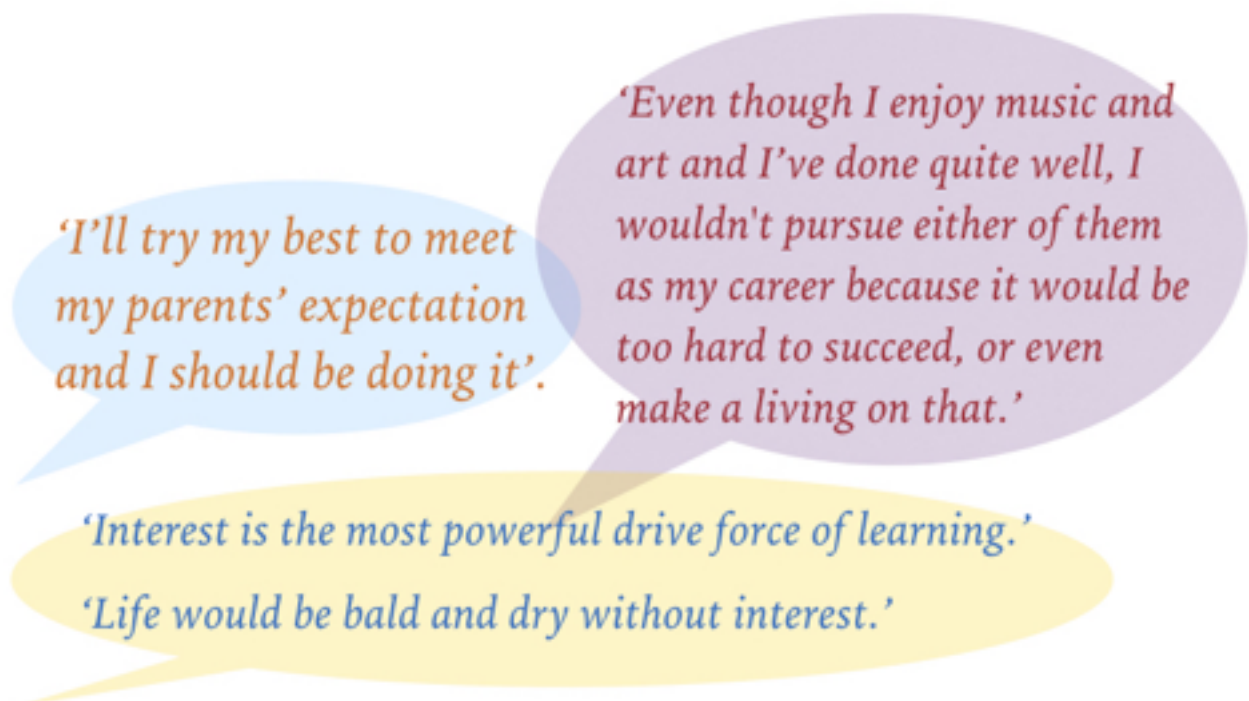 ‘I’ll try my best to meet
my parents’ expectation
and I should be doing it’.
‘Even though I enjoy music and
art and I’ve done quite well, I
wouldn't pursue either of them
as my career because it would be
too hard to succeed, or even
make a living on that.’
‘Interest is the most powerful drive force of learning.’
‘Life would be bald and dry without interest.’